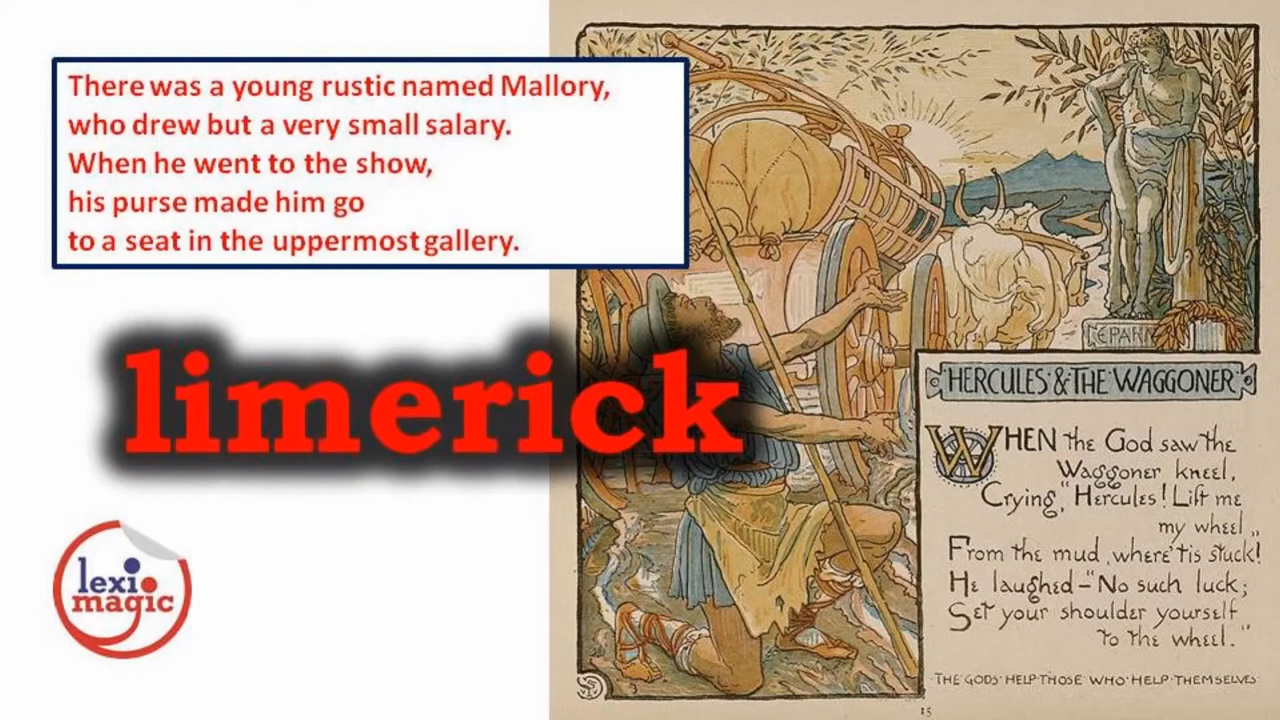 There was a young rustic named Mallory,
who drew but a very small salary.
When he went to the show,
his purse made him go
to a seat in the uppermost gallery.
limerick
lexi
magic
HERCULES & THE WAGGONER
WHEN the God saw the
Waggoner kneel,
Crying, "Hercules! Lift me
my wheel
From the mud, where 'tis stuck!
He laughed–"No such luck;
Set your shoulder yourself
to the wheel."
THE GODS HELP THOSE WHO HELP THEMSELVES
15